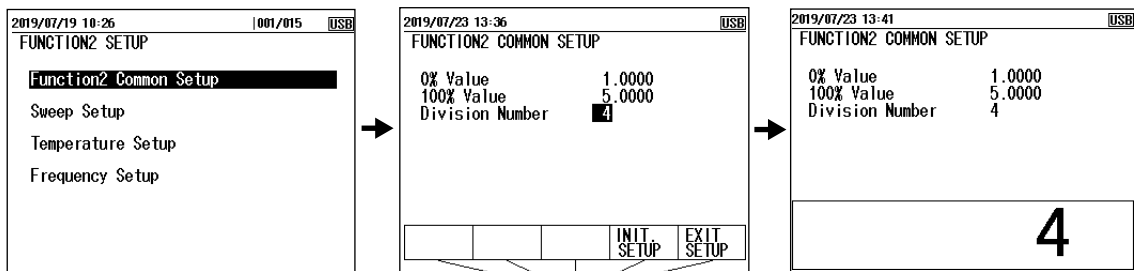 2019/07/19 10:26 |001/015 USB
FUNCTION2 SETUP
Function2 Common Setup
Sweep Setup
Temperature Setup
Frequency Setup
2019/07/23 13:36 USB
FUNCTION2 COMMON SETUP
0% Value 1.0000
100% Value 5.0000
Division Number 4
INIT. SETUP
EXIT SETUP
2019/07/23 13:41 USB
FUNCTION2 COMMON SETUP
0% Value 1.0000
100% Value 5.0000
Division Number 4
4